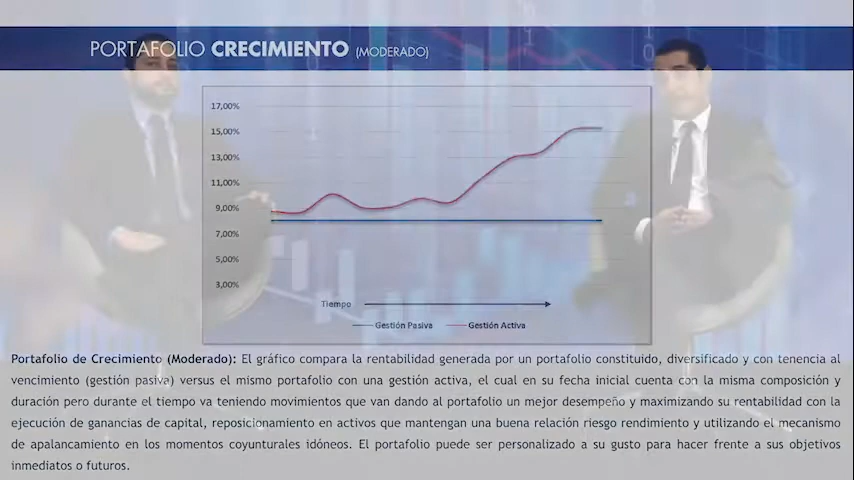 PORTAFOLIO CRECIMIENTO (MODERADO)
17,00%
15,00%
13,00%
11,00%
9,00%
7,00%
5,00%
3,00%
Tiempo
Gestión Pasiva
Gestión Activa
Portafolio de Crecimiento (Moderado): El gráfico compara la rentabilidad generada por un portafolio constituido, diversificado y con tenencia al
vencimiento (gestión pasiva) versus el mismo portafolio con una gestión activa, el cual en su fecha inicial cuenta con la misma composición y
duración pero durante el tiempo va teniendo movimientos que van dando al portafolio un mejor desempeño y maximizando su rentabilidad con la
ejecución de ganancias de capital, reposicionamiento en activos que mantengan una buena relación riesgo rendimiento y utilizando el mecanismo
de apalancamiento en los momentos coyunturales idóneos. El portafolio puede ser personalizado a su gusto para hacer frente a sus objetivos
inmediatos o futuros.